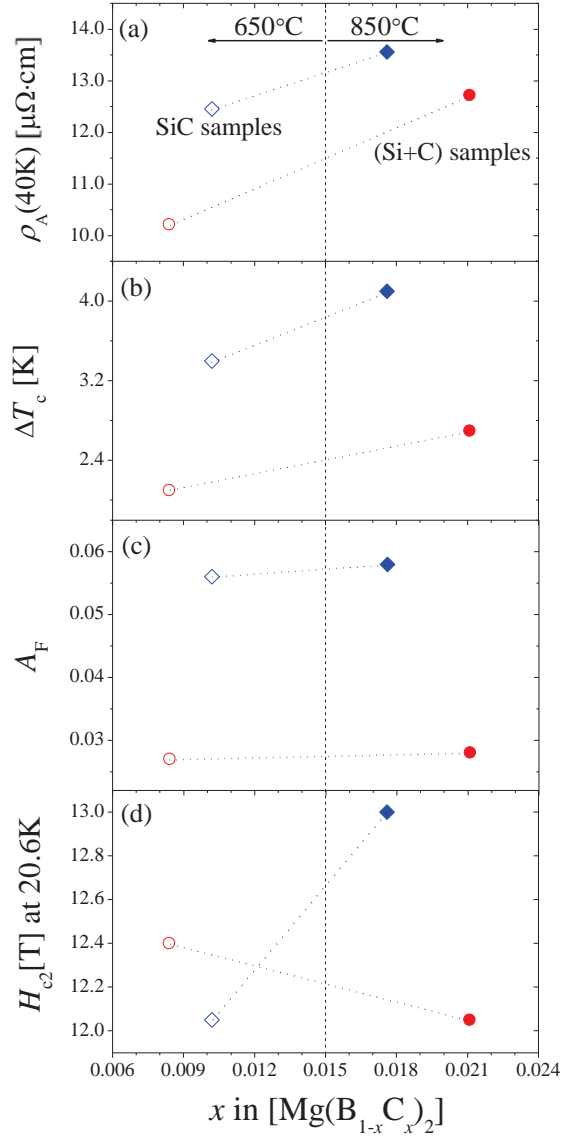 (a)
650°C
850°C
14.0
13.0
12.0
11.0
10.0
ρA(40K) [μΩ·cm]
SiC samples
(Si+C) samples
(b)
4.0
3.2
2.4
ΔTc [K]
(c)
0.06
0.05
0.04
0.03
AF
(d)
13.0
12.8
12.6
12.4
12.2
12.0
Hc2[T] at 20.6K
0.006 0.009 0.012 0.015 0.018 0.021 0.024
x in [Mg(B1-xCx)2]